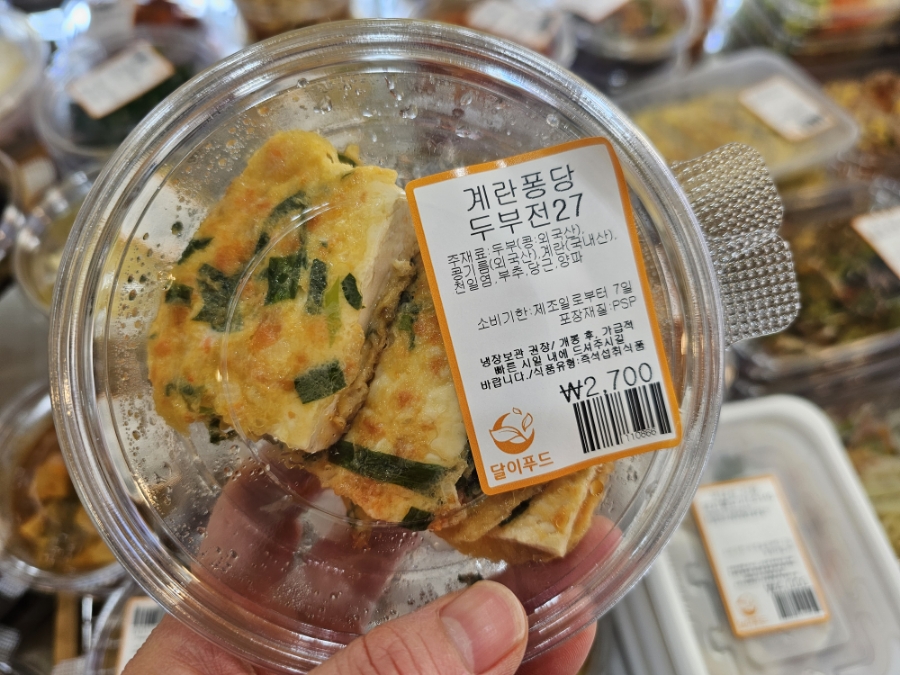 계란퐁당
두부전27
주재료:두부(콩:외국산),
콩기름(외국산),계란(국내산),
천일염,부추,당근,양파
소비기한:제조일로부터 7일
포장재질:PSP
냉장보관 권장/ 개봉 후, 가급적
빠른 시일 내에 드셔주시길
바랍니다./식품유형:즉석섭취식품
₩2,700
110866
달이푸드